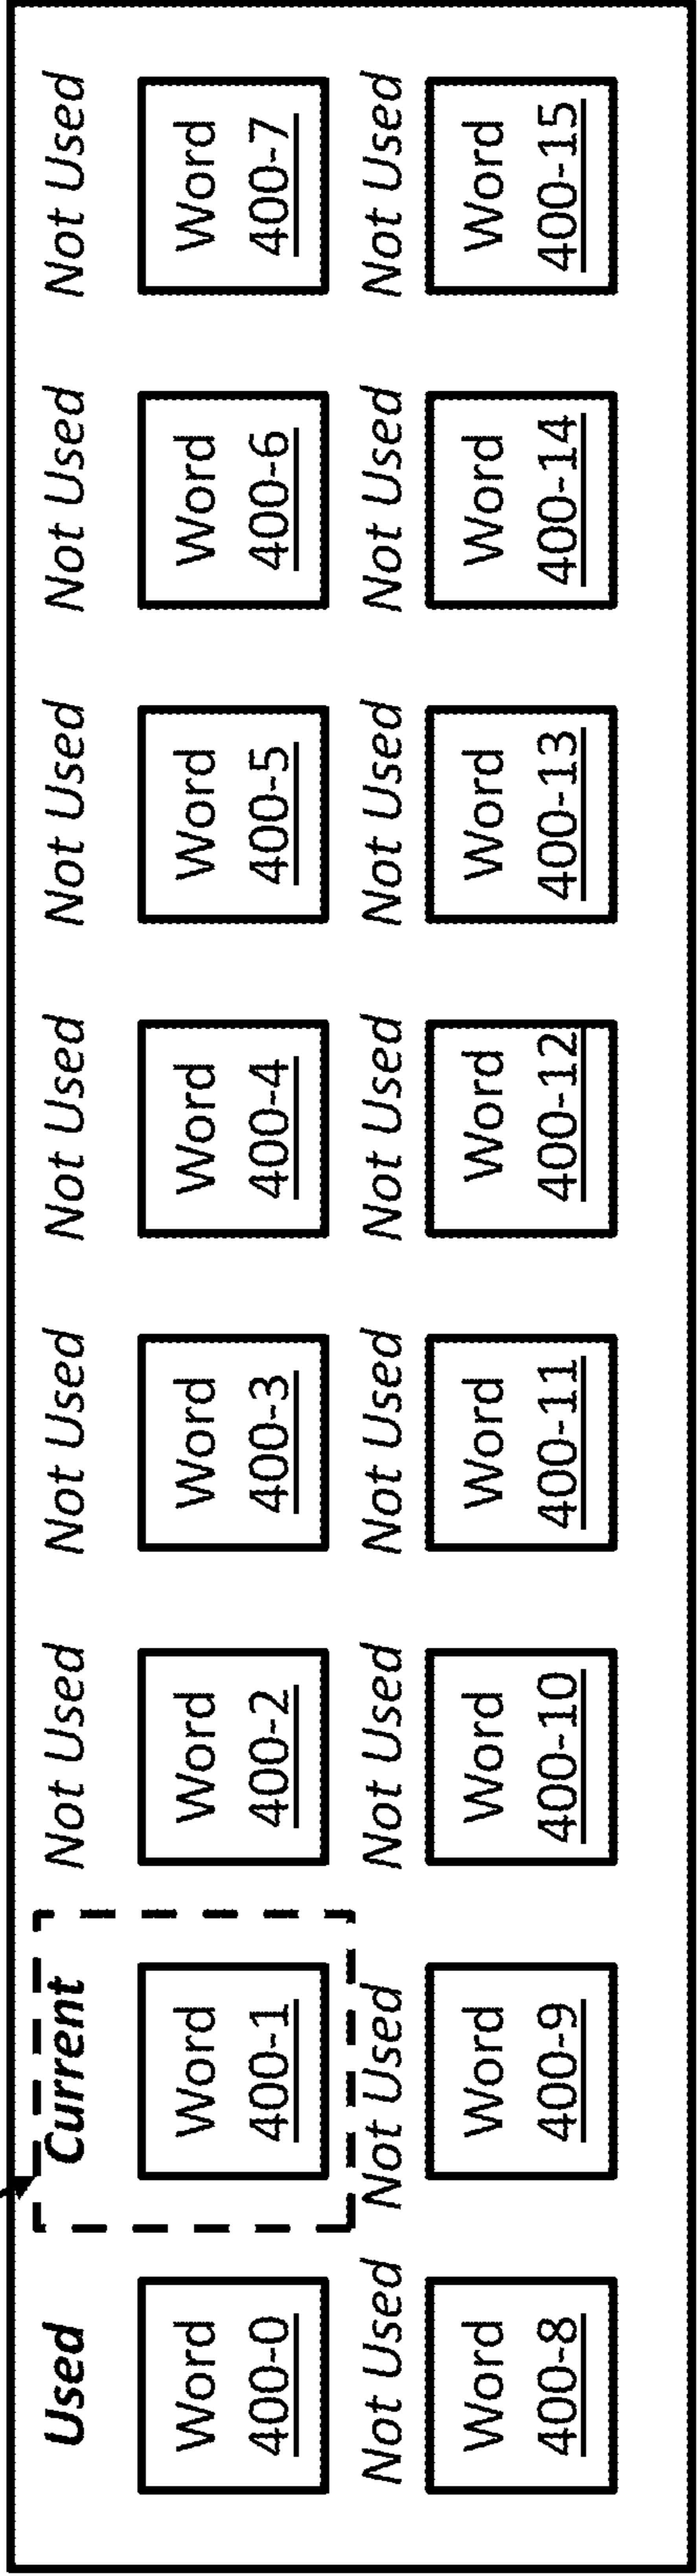 Used Current Not Used Not Used Not Used Not Used Not Used Not Used
Word Word Word Word Word Word Word Word
400-0 400-1 400-2 400-3 400-4 400-5 400-6 400-7
Not Used Not Used Not Used Not Used Not Used Not Used Not Used Not Used
Word Word Word Word Word Word Word Word
400-8 400-9 400-10 400-11 400-12 400-13 400-14 400-15